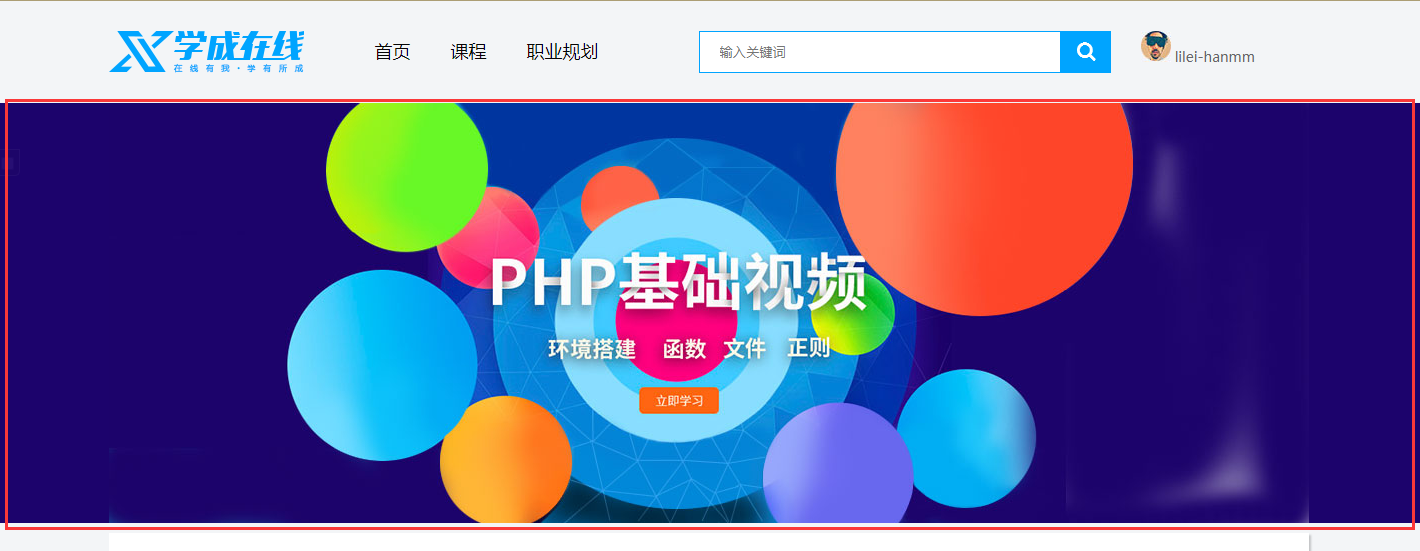 学成在线
在线有我·学有所成
首页 课程 职业规划
输入关键词
lilei-hanmm
PHP基础视频
环境搭建 函数 文件 正则
立即学习